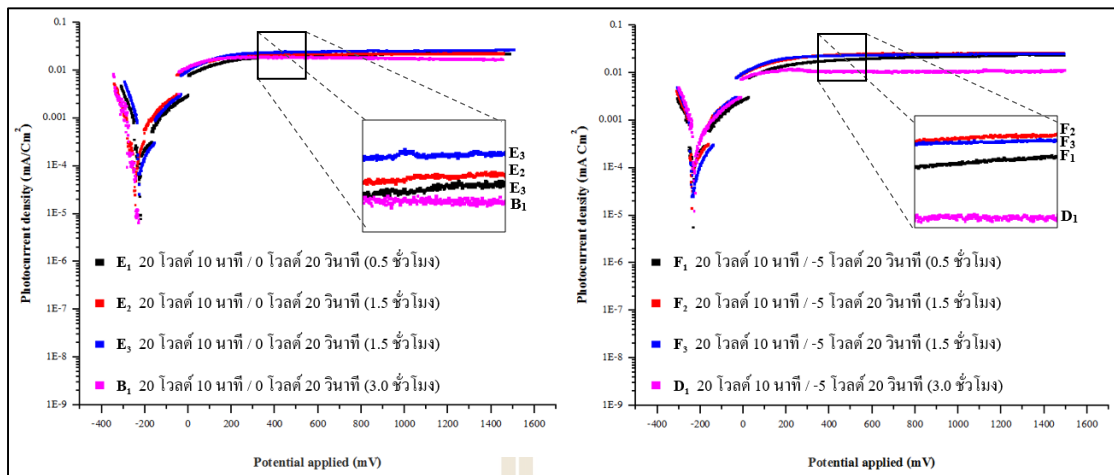 Photocurrent density (mA/Cm²)
0.1
0.01
0.001
1E-4
1E-5
1E-6
1E-7
1E-8
1E-9
E₃
E₂
E₃
B₁
E₁ 20 โวลต์ 10 นาที / 0 โวลต์ 20 วินาที (0.5 ชั่วโมง)
E₂ 20 โวลต์ 10 นาที / 0 โวลต์ 20 วินาที (1.5 ชั่วโมง)
E₃ 20 โวลต์ 10 นาที / 0 โวลต์ 20 วินาที (1.5 ชั่วโมง)
B₁ 20 โวลต์ 10 นาที / 0 โวลต์ 20 วินาที (3.0 ชั่วโมง)
-400 -200 0 200 400 600 800 1000 1200 1400 1600
Potential applied (mV)
Photocurrent density (mA Cm²)
0.1
0.01
0.001
1E-4
1E-5
1E-6
1E-7
1E-8
1E-9
F₂
F₃
F₁
D₁
F₁ 20 โวลต์ 10 นาที / -5 โวลต์ 20 วินาที (0.5 ชั่วโมง)
F₂ 20 โวลต์ 10 นาที / -5 โวลต์ 20 วินาที (1.5 ชั่วโมง)
F₃ 20 โวลต์ 10 นาที / -5 โวลต์ 20 วินาที (1.5 ชั่วโมง)
D₁ 20 โวลต์ 10 นาที / -5 โวลต์ 20 วินาที (3.0 ชั่วโมง)
-400 -200 0 200 400 600 800 1000 1200 1400 1600
Potential applied (mV)